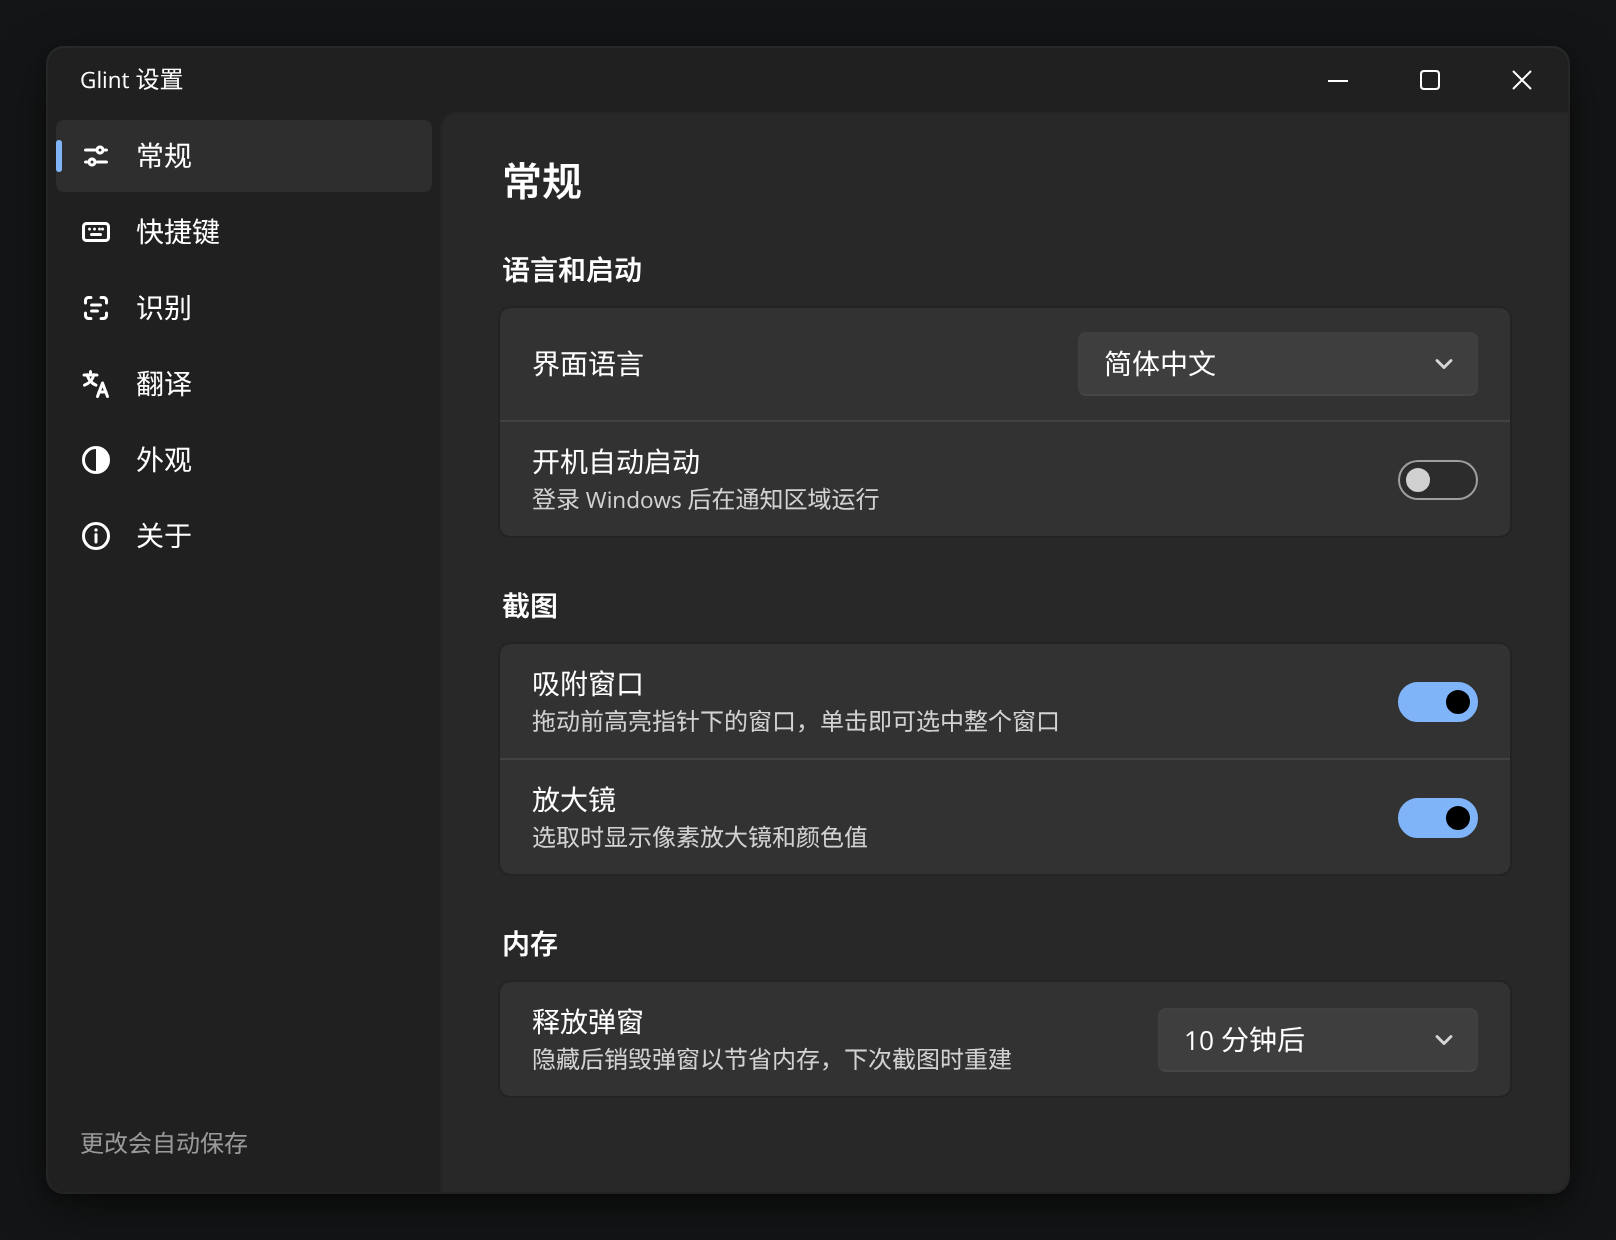 Glint 设置
常规
快捷键
识别
翻译
外观
关于
更改会自动保存
常规
语言和启动
界面语言
简体中文
开机自动启动
登录 Windows 后在通知区域运行
截图
吸附窗口
拖动前高亮指针下的窗口，单击即可选中整个窗口
放大镜
选取时显示像素放大镜和颜色值
内存
释放弹窗
隐藏后销毁弹窗以节省内存，下次截图时重建
10 分钟后